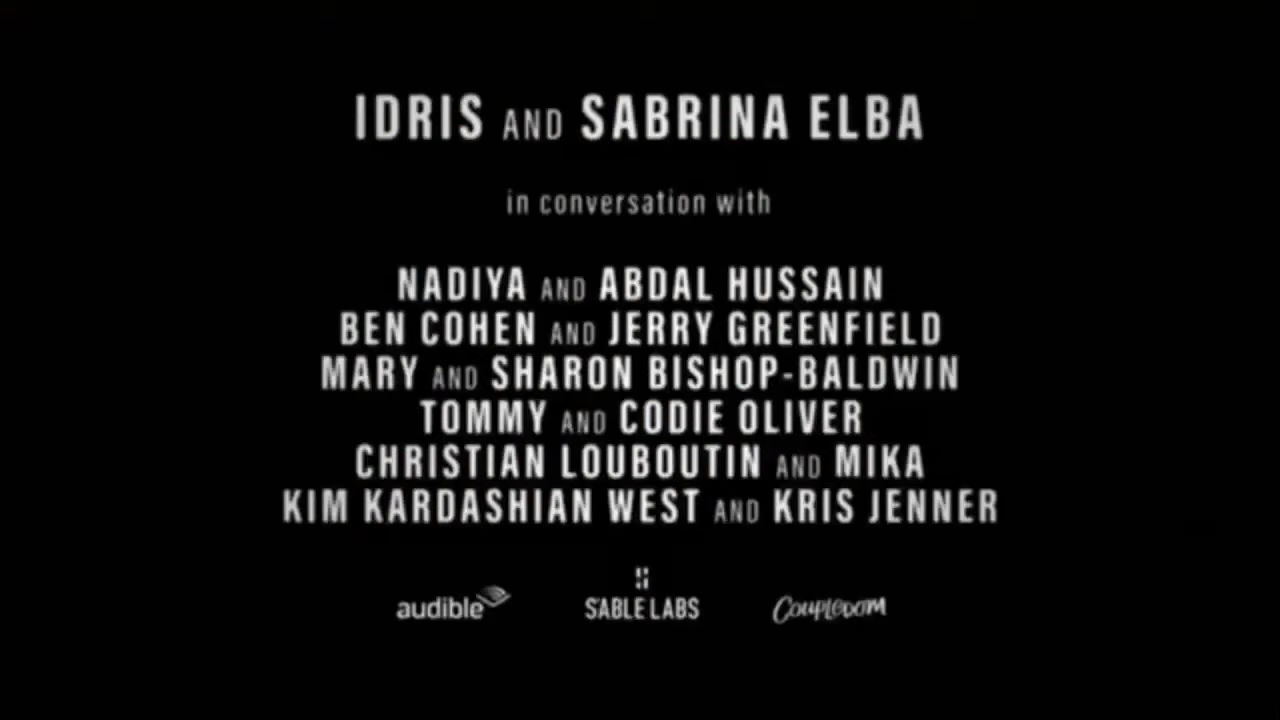 IDRIS AND SABRINA ELBA
in conversation with
NADIYA AND ABDAL HUSSAIN
BEN COHEN AND JERRY GREENFIELD
MARY AND SHARON BISHOP-BALDWIN
TOMMY AND CODIE OLIVER
CHRISTIAN LOUBOUTIN AND MIKA
KIM KARDASHIAN WEST AND KRIS JENNER
audible S'ABLE LABS Coupledom